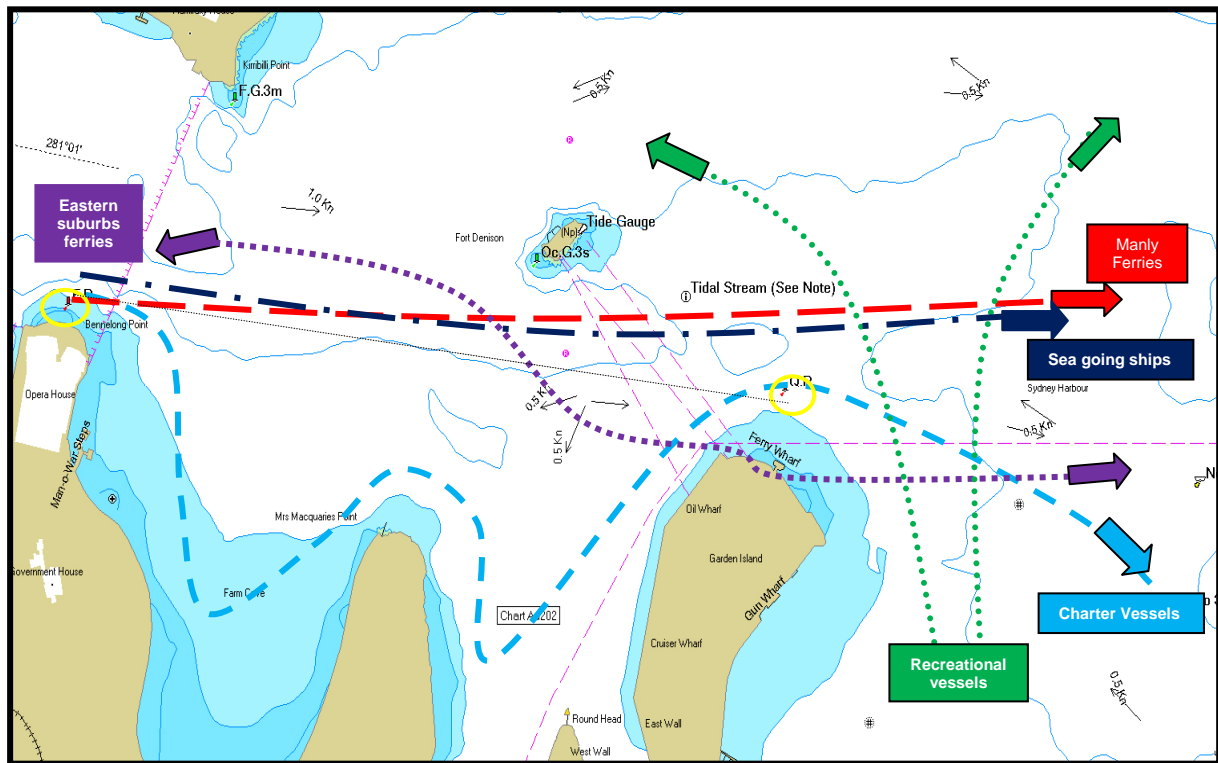 Kirribilli Point
F.G.3m
0.5 Kn
0.5 Kn
281°01'
1.0 Kn
Eastern
suburbs
ferries
Tide Gauge
(Np)
Fort Denison
Oc.G.3s
Manly
Ferries
Tidal Stream (See Note)
Bennelong Point
Sea going ships
Sydney Harbour
Opera House
Q.R
0.5 Kn
0.5 Kn
0.5 Kn
Man-o-War Steps
Ferry Wharf
N
Mrs Macquaries Point
Oil Wharf
Garden Island
Government House
Farm Cove
Gun Wharf
Charter Vessels
Cruiser Wharf
Recreational
vessels
0.5 Kn
Round Head
East Wall
West Wall